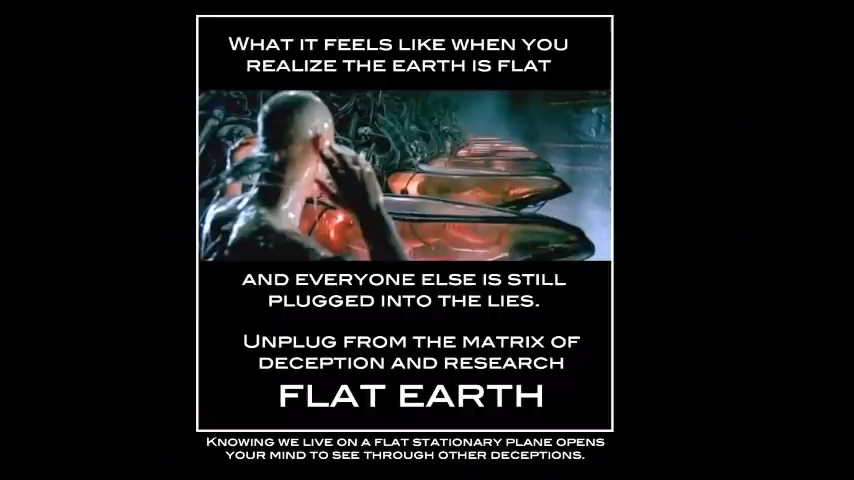 What it feels like when you
realize the earth is flat
and everyone else is still
plugged into the lies.
Unplug from the matrix of
deception and research
FLAT EARTH
Knowing we live on a flat stationary plane opens
your mind to see through other deceptions.